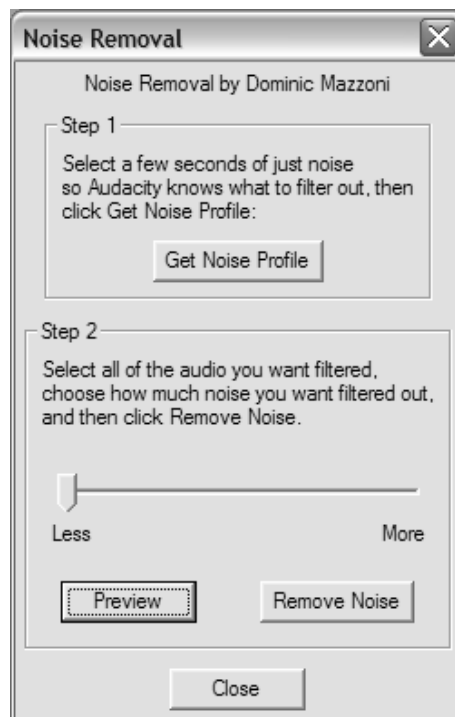 Noise Removal
Noise Removal by Dominic Mazzoni
Step 1
Select a few seconds of just noise
so Audacity knows what to filter out, then
click Get Noise Profile:
Get Noise Profile
Step 2
Select all of the audio you want filtered,
choose how much noise you want filtered out,
and then click Remove Noise.
Less More
Preview Remove Noise
Close